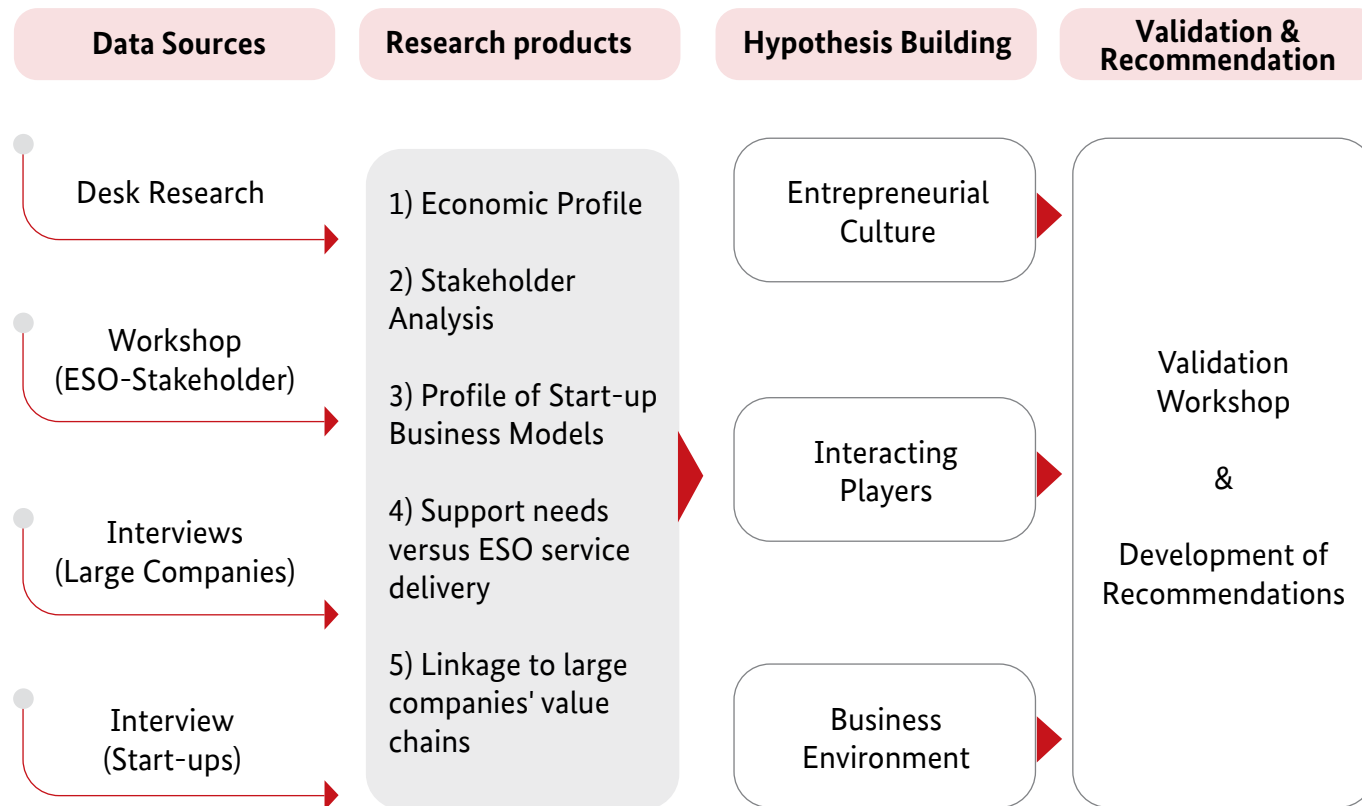 Data Sources
Research products
Hypothesis Building
Validation &
Recommendation
Desk Research
Workshop
(ESO-Stakeholder)
Interviews
(Large Companies)
Interview
(Start-ups)
1) Economic Profile
2) Stakeholder
Analysis
3) Profile of Start-up
Business Models
4) Support needs
versus ESO service
delivery
5) Linkage to large
companies' value
chains
Entrepreneurial
Culture
Interacting
Players
Business
Environment
Validation
Workshop
&
Development of
Recommendations